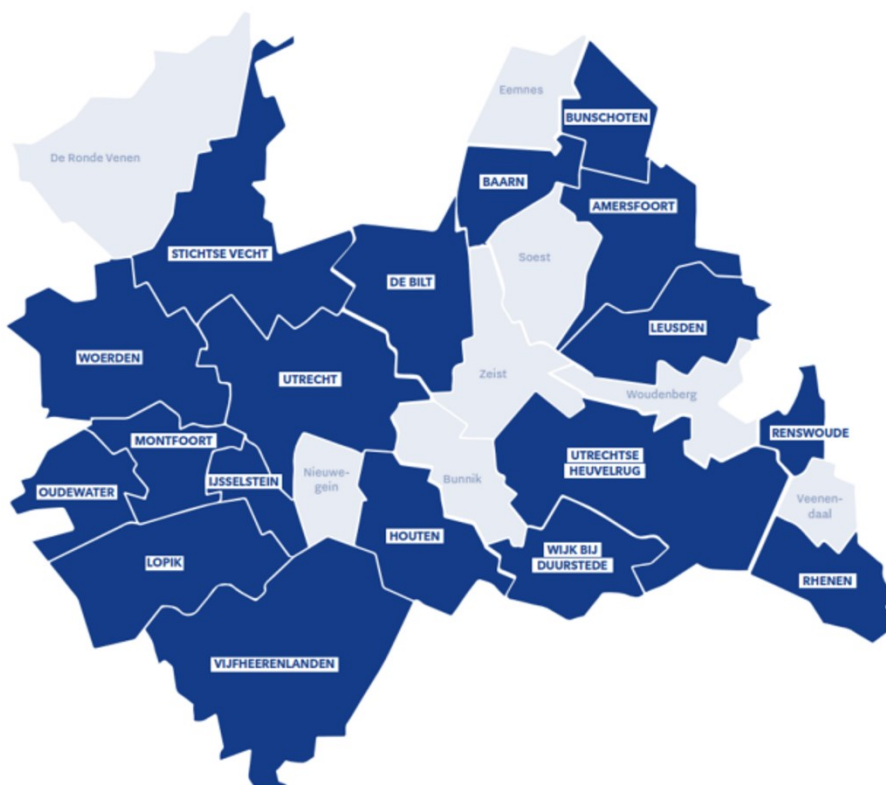 Eemnes
BUNSCHOTEN
De Ronde Venen
BAARN
AMERSFOORT
STICHTSE VECHT
Soest
DE BILT
LEUSDEN
WOERDEN
UTRECHT
Zeist
Woudenberg
MONTFOORT
RENSWOUDE
UTRECHTSE
HEUVELRUG
Nieuwe-
gein
IJSSELSTEIN
Bunnik
OUDEWATER
Veenen-
daal
HOUTEN
WIJK BIJ
DUURSTEDE
LOPIK
RHENEN
VIJFHEERENLANDEN